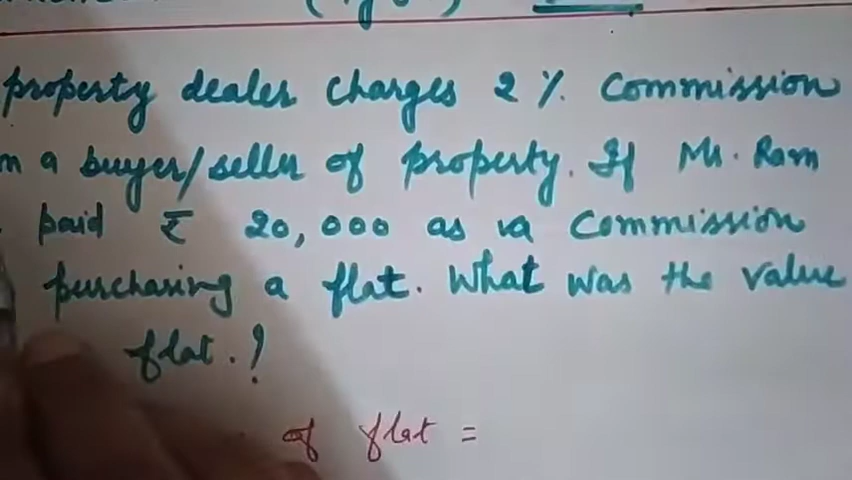 property dealer charges 2 % Commission
a buyer/seller of property. If Mr. Ram
paid ₹ 20,000 as a Commission
purchasing a flat. What was the value
flat.?
of flat =